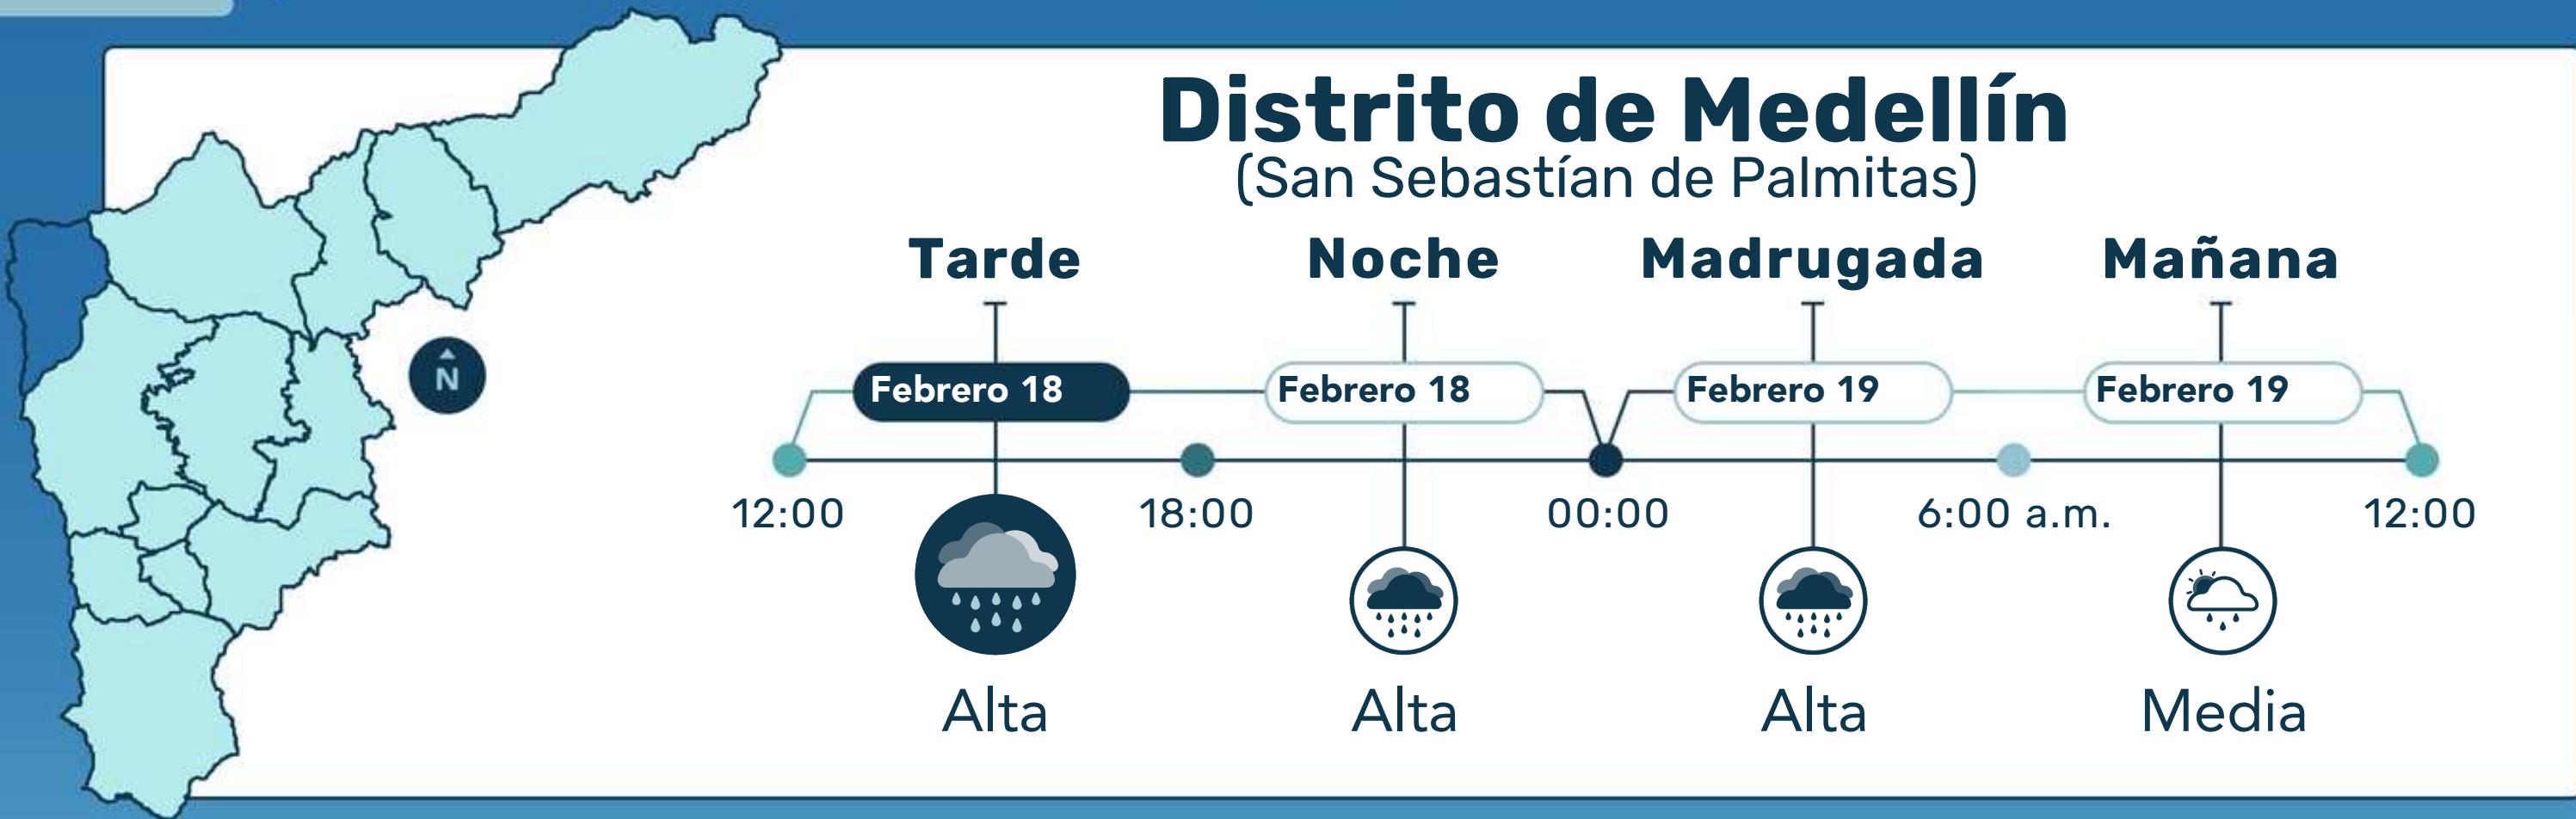 Distrito de Medellín
(San Sebastían de Palmitas)
Tarde Noche Madrugada Mañana
Febrero 18 Febrero 18 Febrero 19 Febrero 19
N
12:00 18:00 00:00 6:00 a.m. 12:00
Alta Alta Alta Media